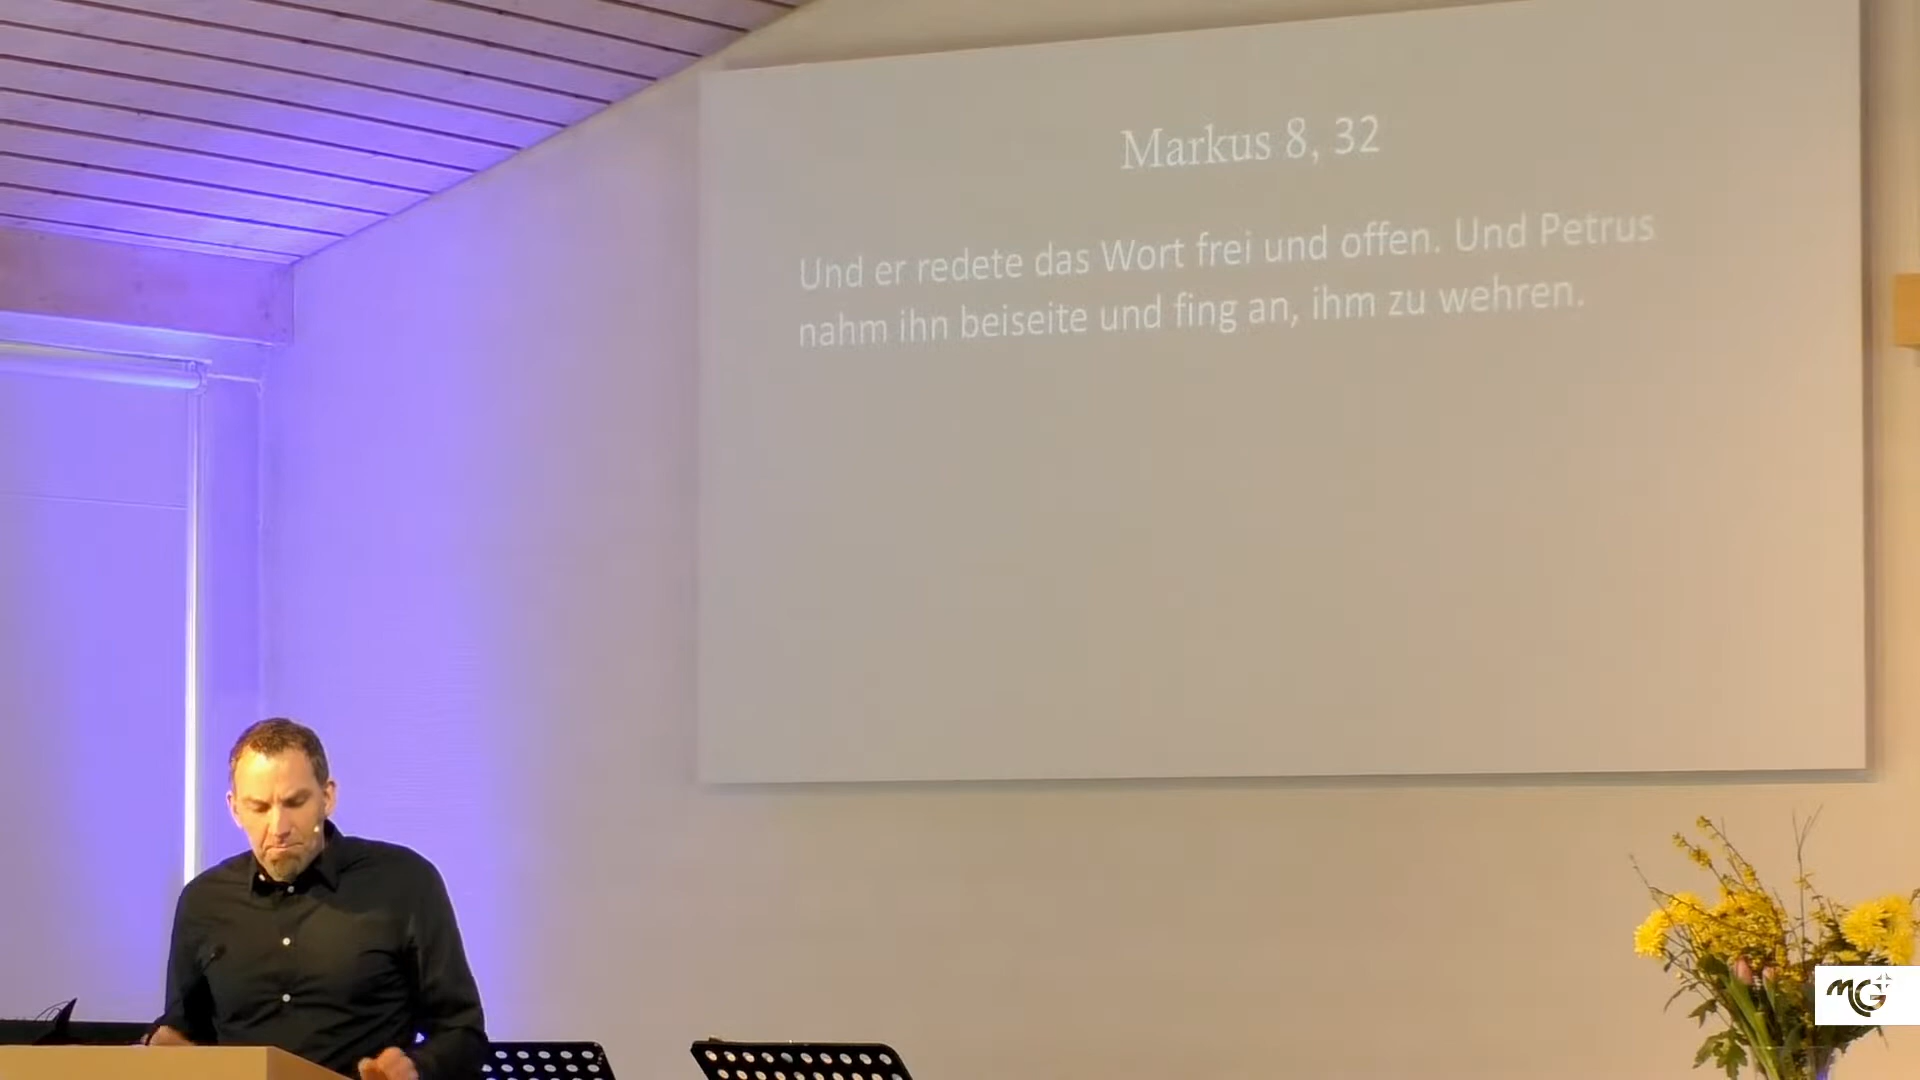 Markus 8, 32
Und er redete das Wort frei und offen. Und Petrus
nahm ihn beiseite und fing an, ihm zu wehren.
MG